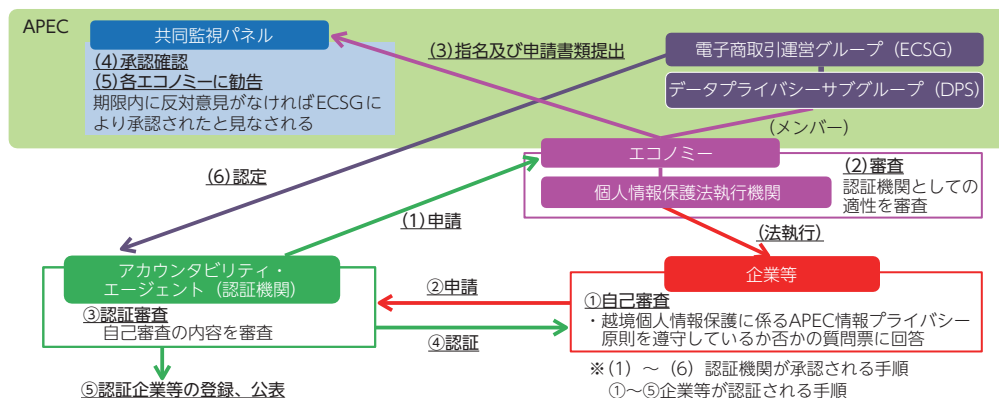 APEC
共同監視パネル
(4)承認確認
(5)各エコノミーに勧告
期限内に反対意見がなければECSGに
より承認されたと見なされる
(3)指名及び申請書類提出
電子商取引運営グループ(ECSG)
データプライバシーサブグループ(DPS)
(メンバー)
エコノミー
個人情報保護法執行機関
(2)審査
認証機関としての
適性を審査
(6)認定
(1)申請
(法執行)
アカウンタビリティ・
エージェント(認証機関)
③認証審査
自己審査の内容を審査
②申請
④認証
企業等
①自己審査
・越境個人情報保護に係るAPEC情報プライバシー
原則を遵守しているか否かの質問票に回答
⑤認証企業等の登録、公表
※(1)～(6)認証機関が承認される手順
①～⑤企業等が認証される手順